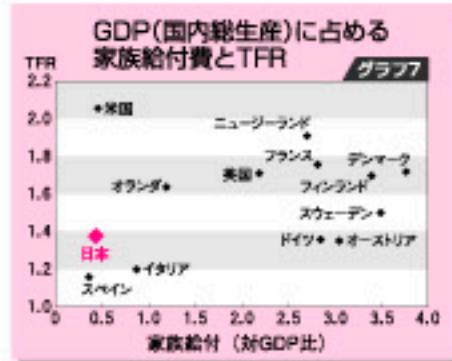 GDP(国内総生産)に占める
家族給付費とTFR
グラフ7
TFR
2.2
2.0
1.8
1.6
1.4
1.2
1.0
米国
ニュージーランド
フランス
デンマーク
英国
オランダ
フィンランド
スウェーデン
日本
ドイツ
オーストリア
イタリア
スペイン
0
0.5
1.0
1.5
2.0
2.5
3.0
3.5
4.0
家族給付(対GDP比)